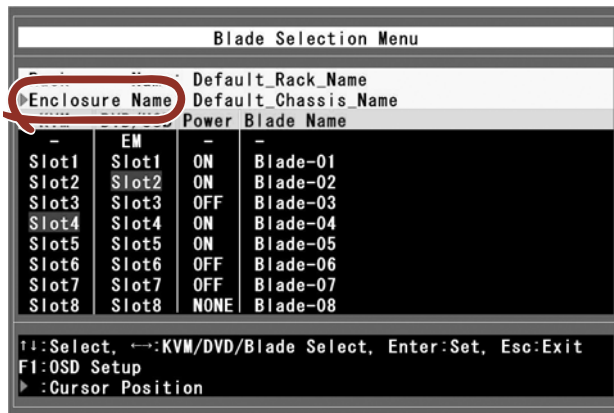 Blade Selection Menu
Name: Default_Rack_Name
▶Enclosure Name Default_Chassis_Name
Power Blade Name
– EM – –
Slot1 Slot1 ON Blade-01
Slot2 Slot2 ON Blade-02
Slot3 Slot3 OFF Blade-03
Slot4 Slot4 ON Blade-04
Slot5 Slot5 ON Blade-05
Slot6 Slot6 OFF Blade-06
Slot7 Slot7 OFF Blade-07
Slot8 Slot8 NONE Blade-08
↑↓:Select, ←→:KVM/DVD/Blade Select, Enter:Set, Esc:Exit
F1:OSD Setup
▶ :Cursor Position